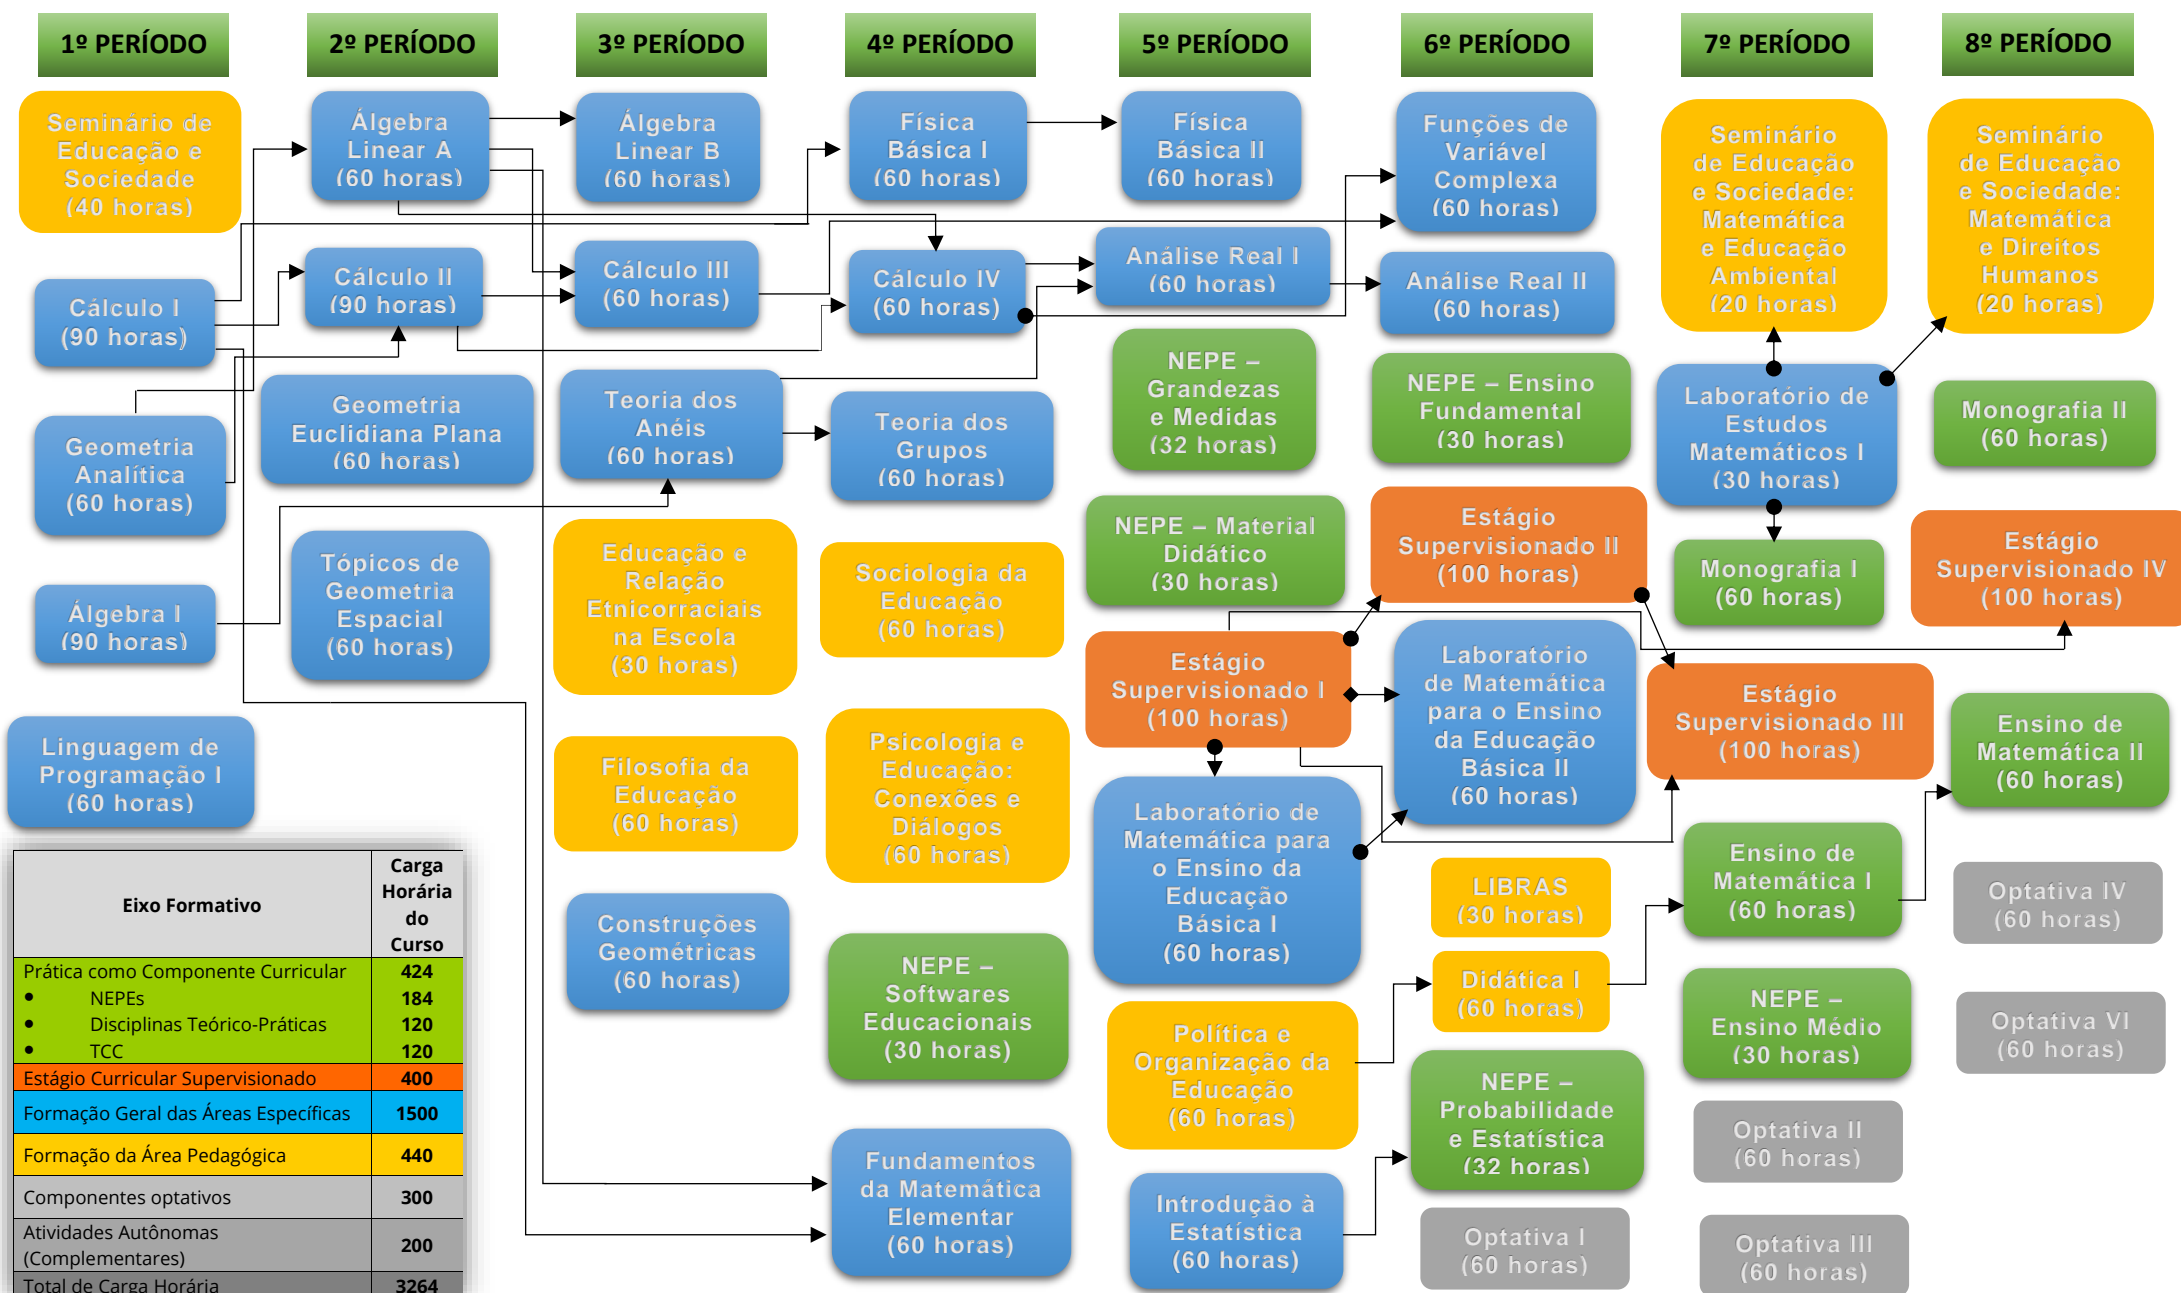 1º PERÍODO
2º PERÍODO
3º PERÍODO
4º PERÍODO
5º PERÍODO
6º PERÍODO
7º PERÍODO
8º PERÍODO
Seminário de
Educação e
Sociedade
(40 horas)
Cálculo I
(90 horas)
Geometria
Analítica
(60 horas)
Álgebra I
(90 horas)
Linguagem de
Programação I
(60 horas)
Álgebra
Linear A
(60 horas)
Cálculo II
(90 horas)
Geometria
Euclidiana Plana
(60 horas)
Tópicos de
Geometria
Espacial
(60 horas)
Álgebra
Linear B
(60 horas)
Cálculo III
(60 horas)
Teoria dos
Anéis
(60 horas)
Educação e
Relação
Etnicorraciais
na Escola
(30 horas)
Filosofia da
Educação
(60 horas)
Construções
Geométricas
(60 horas)
Física
Básica I
(60 horas)
Cálculo IV
(60 horas)
Teoria dos
Grupos
(60 horas)
Sociologia da
Educação
(60 horas)
Psicologia e
Educação:
Conexões e
Diálogos
(60 horas)
NEPE –
Softwares
Educacionais
(30 horas)
Fundamentos
da Matemática
Elementar
(60 horas)
Física
Básica II
(60 horas)
Análise Real I
(60 horas)
NEPE –
Grandezas
e Medidas
(32 horas)
NEPE – Material
Didático
(30 horas)
Estágio
Supervisionado I
(100 horas)
Laboratório de
Matemática para
o Ensino da
Educação
Básica I
(60 horas)
Política e
Organização da
Educação
(60 horas)
Introdução à
Estatística
(60 horas)
Funções de
Variável
Complexa
(60 horas)
Análise Real II
(60 horas)
NEPE – Ensino
Fundamental
(30 horas)
Estágio
Supervisionado II
(100 horas)
Laboratório
de Matemática
para o Ensino
da Educação
Básica II
(60 horas)
LIBRAS
(30 horas)
Didática I
(60 horas)
NEPE –
Probabilidade
e Estatística
(32 horas)
Optativa I
(60 horas)
Seminário
de Educação
e Sociedade:
Matemática
e Educação
Ambiental
(20 horas)
Laboratório de
Estudos
Matemáticos I
(30 horas)
Monografia I
(60 horas)
Estágio
Supervisionado III
(100 horas)
Ensino de
Matemática I
(60 horas)
NEPE –
Ensino Médio
(30 horas)
Optativa II
(60 horas)
Optativa III
(60 horas)
Seminário
de Educação
e Sociedade:
Matemática
e Direitos
Humanos
(20 horas)
Monografia II
(60 horas)
Estágio
Supervisionado IV
(100 horas)
Ensino de
Matemática II
(60 horas)
Optativa IV
(60 horas)
Optativa VI
(60 horas)
Eixo Formativo
Carga
Horária
do
Curso
Prática como Componente Curricular 424
• NEPEs 184
• Disciplinas Teórico-Práticas 120
• TCC 120
Estágio Curricular Supervisionado 400
Formação Geral das Áreas Específicas 1500
Formação da Área Pedagógica 440
Componentes optativos 300
Atividades Autônomas
(Complementares) 200
Total de Carga Horária 3264